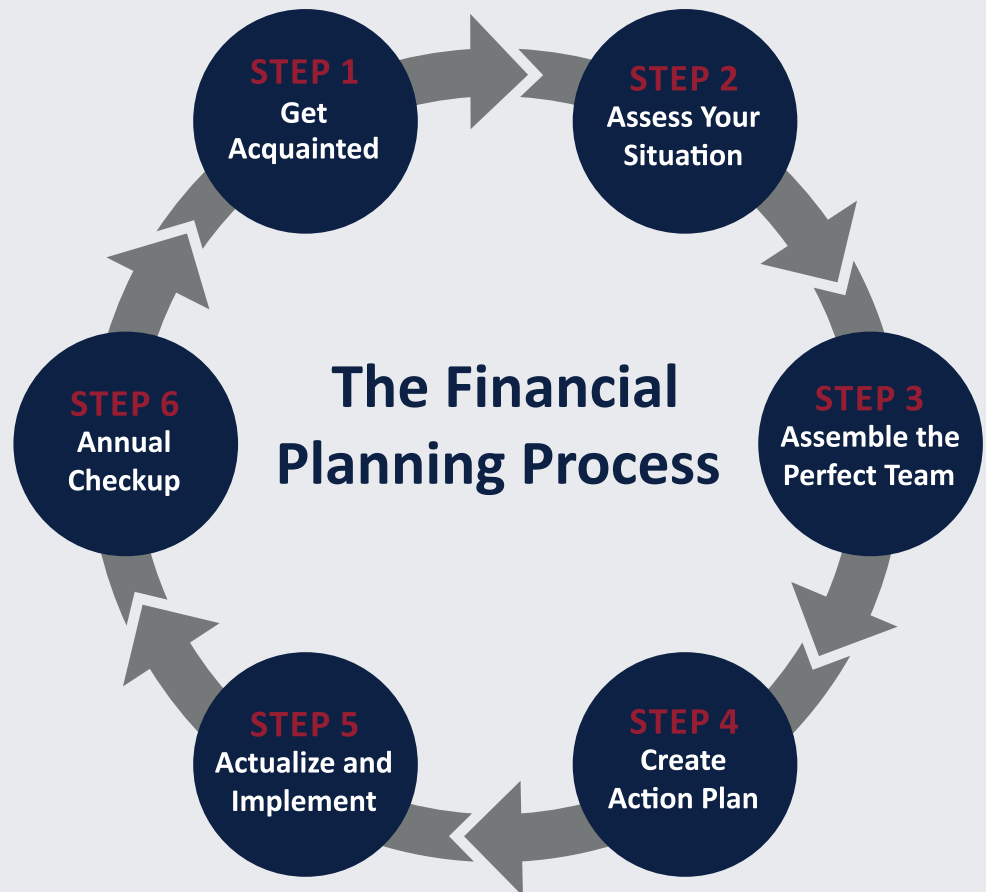 STEP 1
Get
Acquainted
STEP 2
Assess Your
Situation
STEP 3
Assemble the
Perfect Team
STEP 4
Create
Action Plan
STEP 5
Actualize and
Implement
STEP 6
Annual
Checkup
The Financial
Planning Process